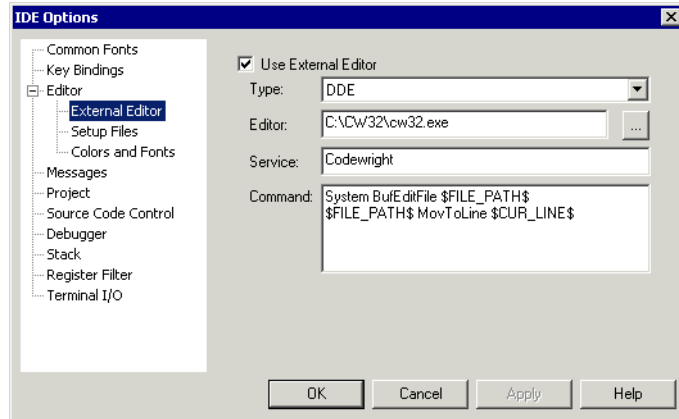 IDE Options
Common Fonts
Key Bindings
Editor
External Editor
Setup Files
Colors and Fonts
Messages
Project
Source Code Control
Debugger
Stack
Register Filter
Terminal I/O
Use External Editor
Type: DDE
Editor: C:\CW32\cw32.exe ...
Service: Codewright
Command: System BufEditFile $FILE_PATH$
$FILE_PATH$ MovToLine $CUR_LINE$
OK Cancel Apply Help